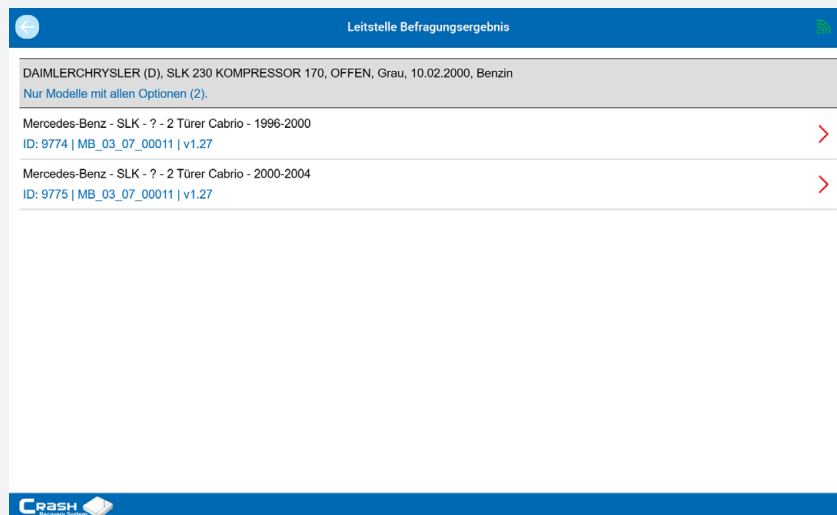 Leitstelle Befragungsergebnis
DAIMLERCHRYSLER (D), SLK 230 KOMPRESSOR 170, OFFEN, Grau, 10.02.2000, Benzin
Nur Modelle mit allen Optionen (2).
Mercedes-Benz - SLK - ? - 2 Türer Cabrio - 1996-2000
ID: 9774 | MB_03_07_00011 | v1.27
Mercedes-Benz - SLK - ? - 2 Türer Cabrio - 2000-2004
ID: 9775 | MB_03_07_00011 | v1.27
CRASH
Recovery System